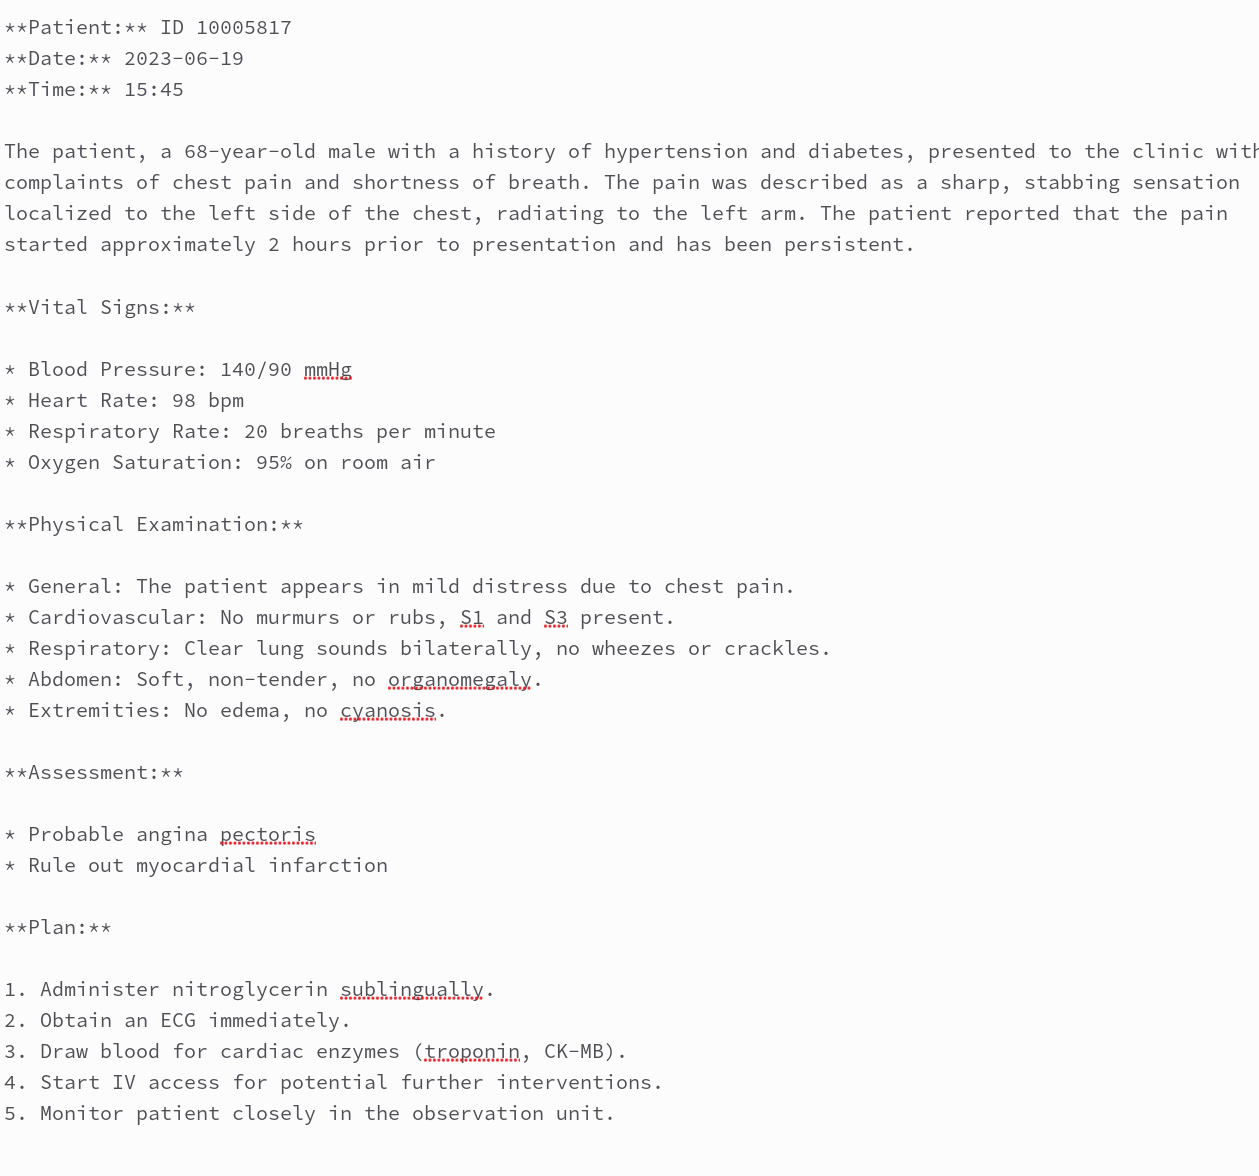 **Patient:** ID 10005817
**Date:** 2023-06-19
**Time:** 15:45
The patient, a 68-year-old male with a history of hypertension and diabetes, presented to the clinic with
complaints of chest pain and shortness of breath. The pain was described as a sharp, stabbing sensation
localized to the left side of the chest, radiating to the left arm. The patient reported that the pain
started approximately 2 hours prior to presentation and has been persistent.
**Vital Signs:**
* Blood Pressure: 140/90 mmHg
* Heart Rate: 98 bpm
* Respiratory Rate: 20 breaths per minute
* Oxygen Saturation: 95% on room air
**Physical Examination:**
* General: The patient appears in mild distress due to chest pain.
* Cardiovascular: No murmurs or rubs, S1 and S3 present.
* Respiratory: Clear lung sounds bilaterally, no wheezes or crackles.
* Abdomen: Soft, non-tender, no organomegaly.
* Extremities: No edema, no cyanosis.
**Assessment:**
* Probable angina pectoris
* Rule out myocardial infarction
**Plan:**
1. Administer nitroglycerin sublingually.
2. Obtain an ECG immediately.
3. Draw blood for cardiac enzymes (troponin, CK-MB).
4. Start IV access for potential further interventions.
5. Monitor patient closely in the observation unit.